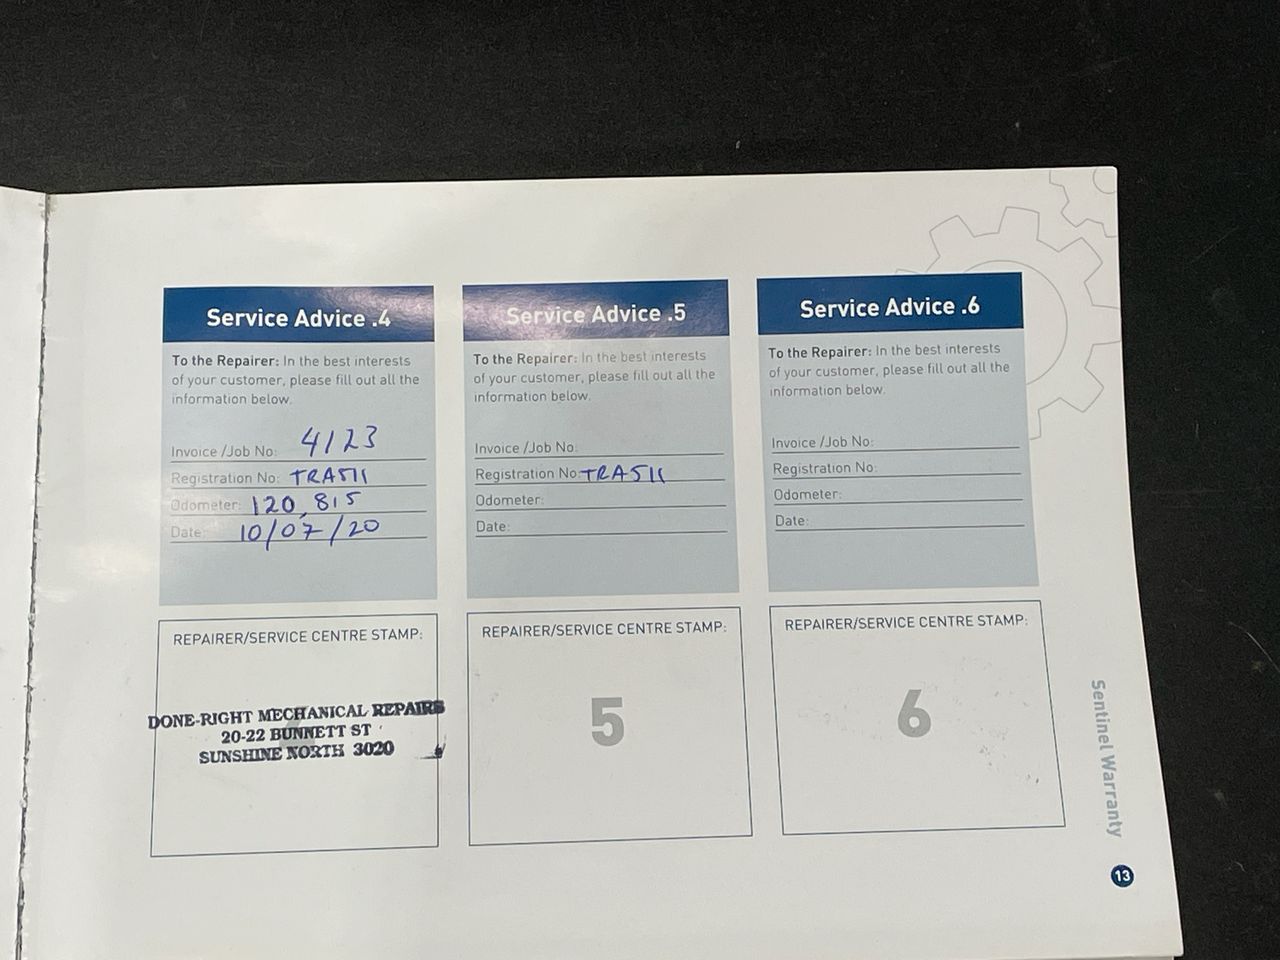 Service Advice .4
To the Repairer: In the best interests
of your customer, please fill out all the
information below.
Invoice /Job No: 4123
Registration No: TRA511
Odometer: 120,815
Date: 10/07/20
REPAIRER/SERVICE CENTRE STAMP:
DONE-RIGHT MECHANICAL REPAIRS
20-22 BUNNETT ST
SUNSHINE NORTH 3020
Service Advice .5
To the Repairer: In the best interests
of your customer, please fill out all the
information below.
Invoice /Job No:
Registration No: TRA511
Odometer:
Date:
REPAIRER/SERVICE CENTRE STAMP:
5
Service Advice .6
To the Repairer: In the best interests
of your customer, please fill out all the
information below.
Invoice /Job No:
Registration No:
Odometer:
Date:
REPAIRER/SERVICE CENTRE STAMP:
6
Sentinel Warranty
13